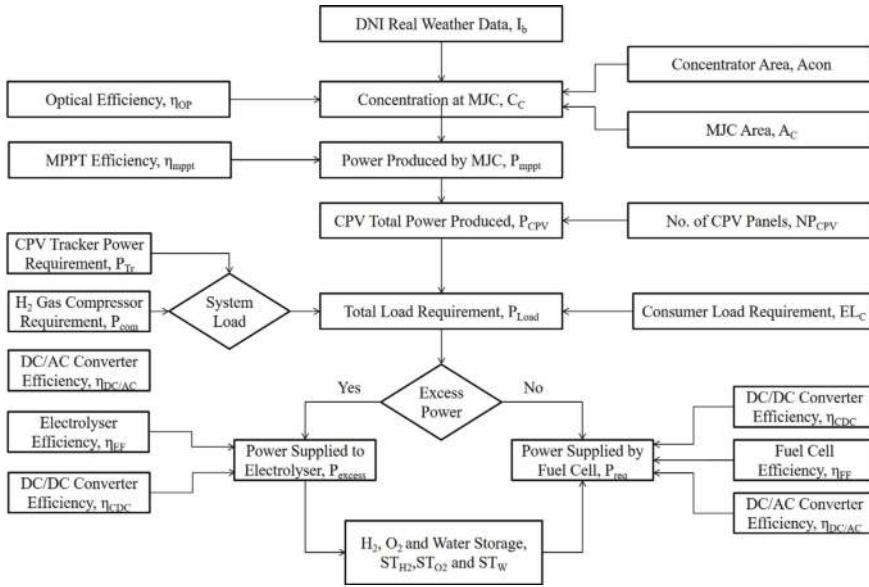 DNI Real Weather Data, I_b
Concentrator Area, Acon
Optical Efficiency, η_OP
Concentration at MJC, C_C
MJC Area, A_C
MPPT Efficiency, η_mppt
Power Produced by MJC, P_mppt
CPV Total Power Produced, P_CPV
No. of CPV Panels, NP_CPV
CPV Tracker Power
Requirement, P_Tr
System
Load
H₂ Gas Compressor
Requirement, P_com
Total Load Requirement, P_Load
Consumer Load Requirement, EL_C
DC/AC Converter
Efficiency, η_DC/AC
Yes
Excess
Power
No
DC/DC Converter
Efficiency, η_CDC
Electrolyser
Efficiency, η_EF
Power Supplied to
Electrolyser, P_excess
Power Supplied by
Fuel Cell, P_req
Fuel Cell
Efficiency, η_FF
DC/DC Converter
Efficiency, η_CDC
DC/AC Converter
Efficiency, η_DC/AC
H₂, O₂ and Water Storage,
ST_H2,ST_O2 and ST_W